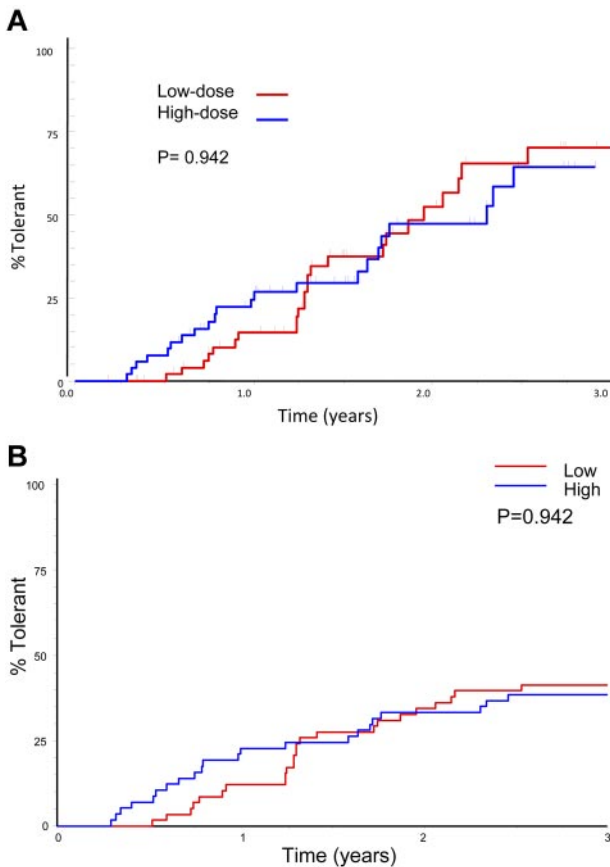 A
100
Low-dose
High-dose
75
P= 0.942
% Tolerant
50
25
0
0.0 1.0 2.0 3.0
Time (years)
B
100
Low
High
P=0.942
75
% Tolerant
50
25
0
0 1 2 3
Time (years)